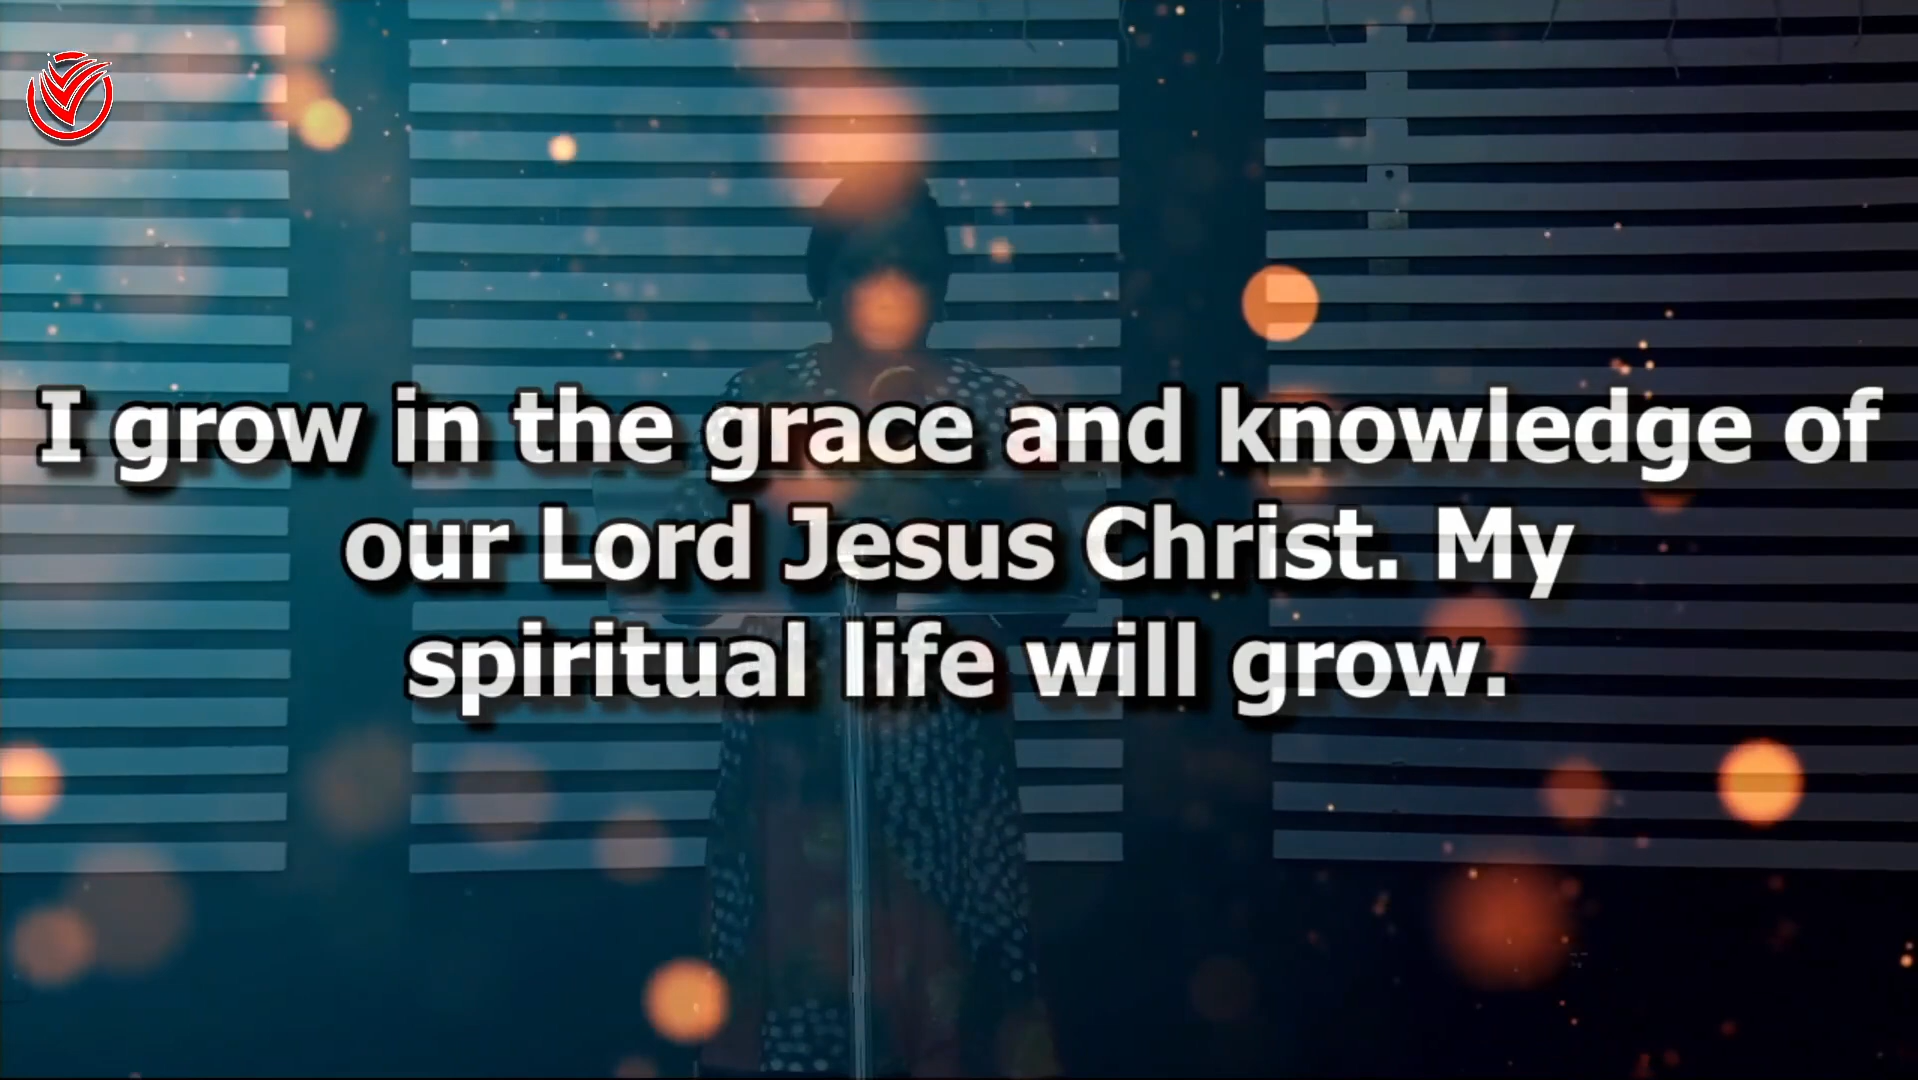 I grow in the grace and knowledge of
our Lord Jesus Christ. My
spiritual life will grow.